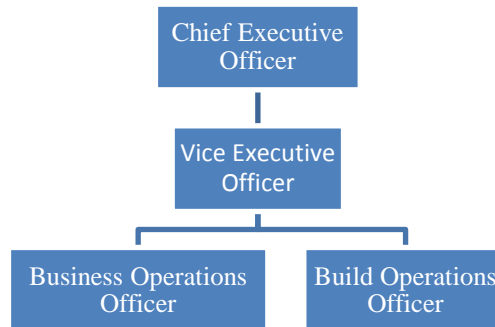 Chief Executive
Officer
Vice Executive
Officer
Business Operations
Officer
Build Operations
Officer